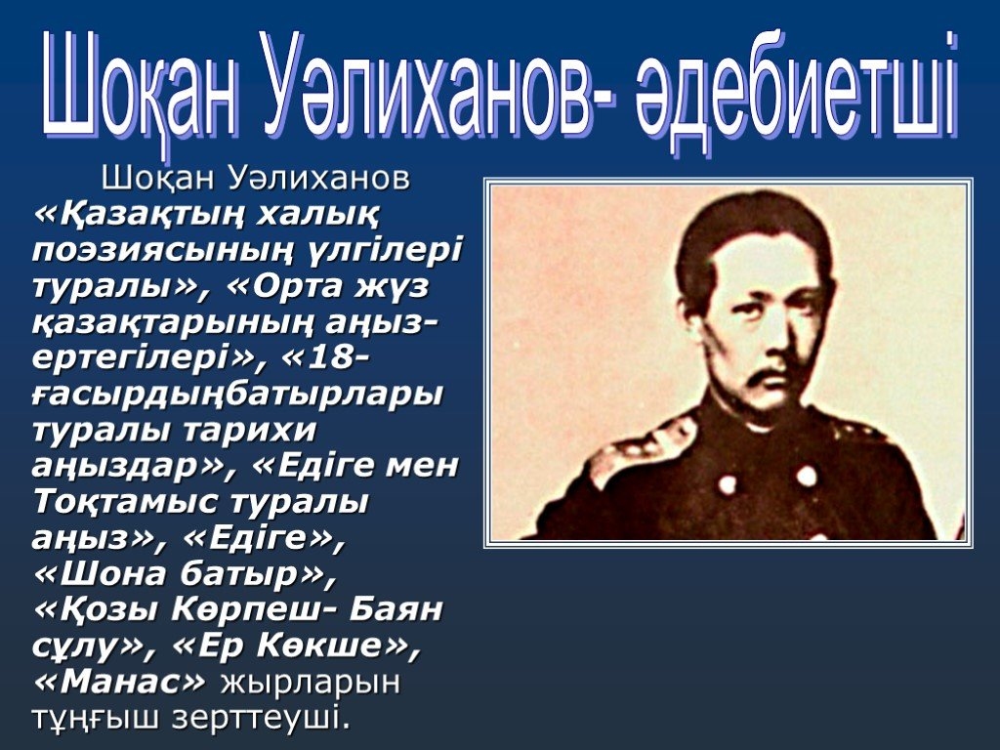 Шоқан Уәлиханов- әдебиетші
Шоқан Уәлиханов
«Қазақтың халық
поэзиясының үлгілері
туралы», «Орта жүз
қазақтарының аңыз-
ертегілері», «18-
ғасырдыңбатырлары
туралы тарихи
аңыздар», «Едіге мен
Тоқтамыс туралы
аңыз», «Едіге»,
«Шона батыр»,
«Қозы Көрпеш- Баян
сұлу», «Ер Көкше»,
«Манас» жырларын
тұңғыш зерттеуші.